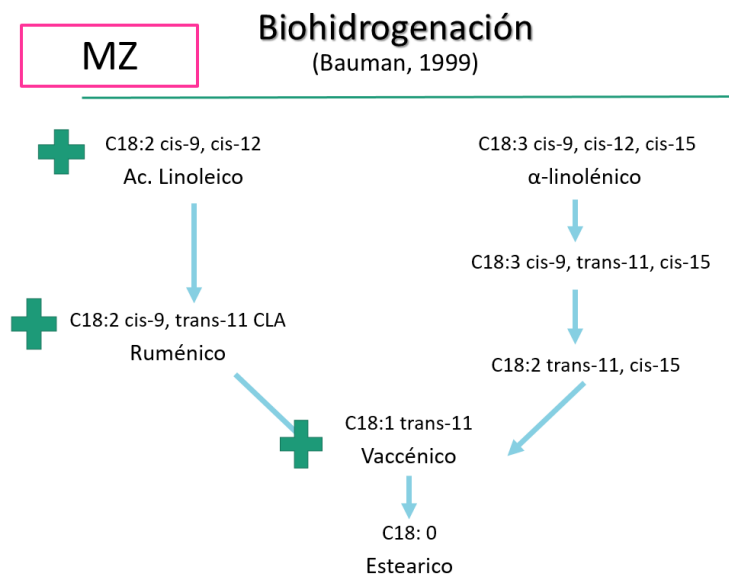 MZ
Biohidrogenación
(Bauman, 1999)
C18:2 cis-9, cis-12
Ac. Linoleico
C18:3 cis-9, cis-12, cis-15
α-linolénico
C18:3 cis-9, trans-11, cis-15
C18:2 cis-9, trans-11 CLA
Ruménico
C18:2 trans-11, cis-15
C18:1 trans-11
Vaccénico
C18: 0
Estearico